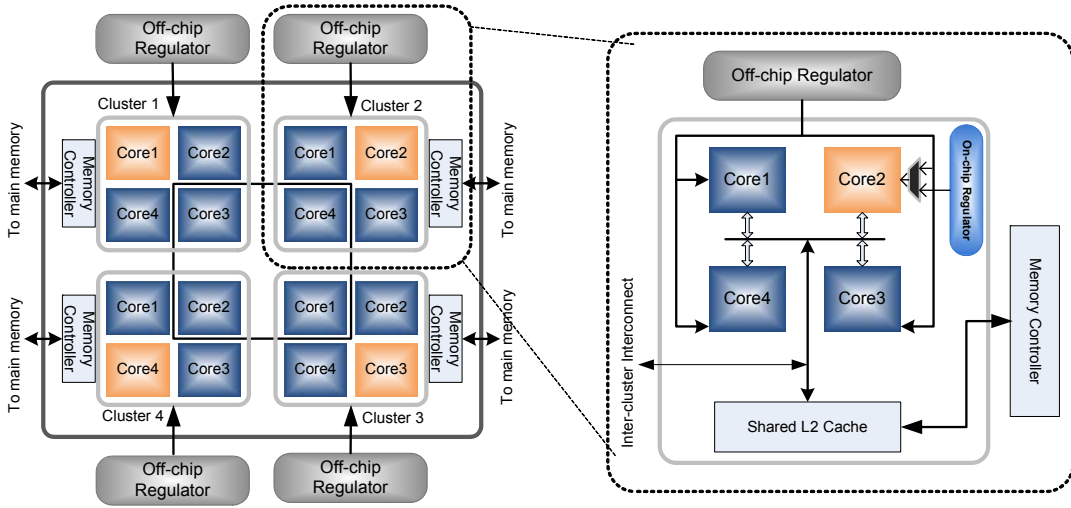 Off-chip
Regulator
Off-chip
Regulator
Cluster 1
Cluster 2
To main memory
Memory
Controller
Core1
Core2
Core4
Core3
Core1
Core2
Core4
Core3
Memory
Controller
To main memory
To main memory
Memory
Controller
Core1
Core2
Core4
Core3
Core1
Core2
Core4
Core3
Memory
Controller
To main memory
Cluster 4
Cluster 3
Off-chip
Regulator
Off-chip
Regulator
Off-chip Regulator
Core1
Core2
On-chip Regulator
Core4
Core3
Inter-cluster Interconnect
Memory Controller
Shared L2 Cache